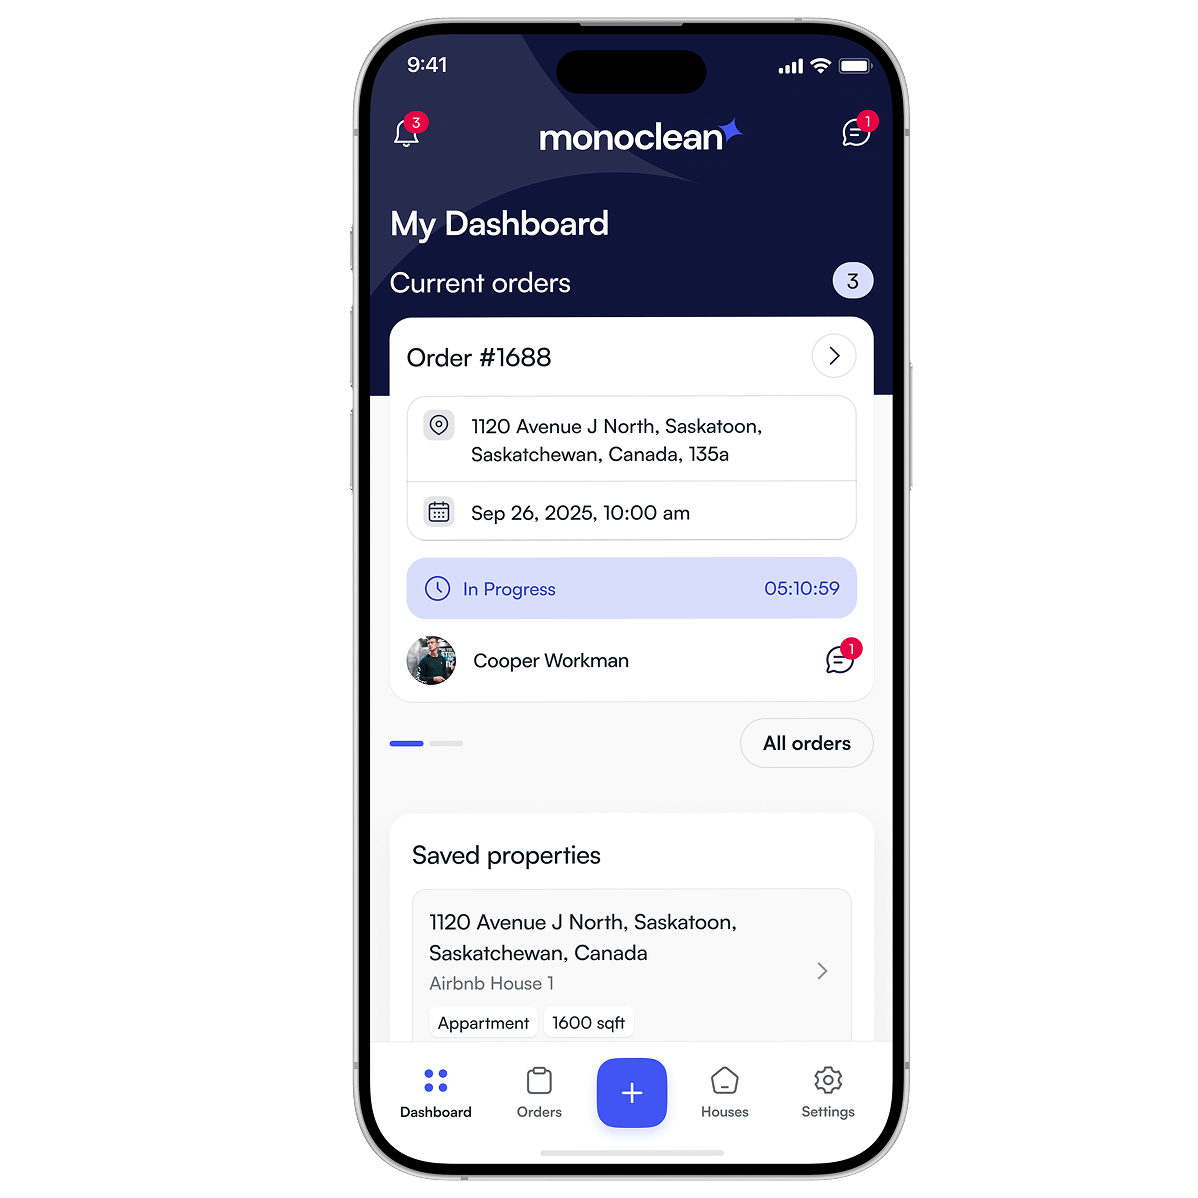 9:41
3
monoclean
1
My Dashboard
Current orders
3
Order #1688
1120 Avenue J North, Saskatoon,
Saskatchewan, Canada, 135a
Sep 26, 2025, 10:00 am
In Progress
05:10:59
Cooper Workman
1
All orders
Saved properties
1120 Avenue J North, Saskatoon,
Saskatchewan, Canada
Airbnb House 1
Appartment
1600 sqft
Dashboard
Orders
Houses
Settings